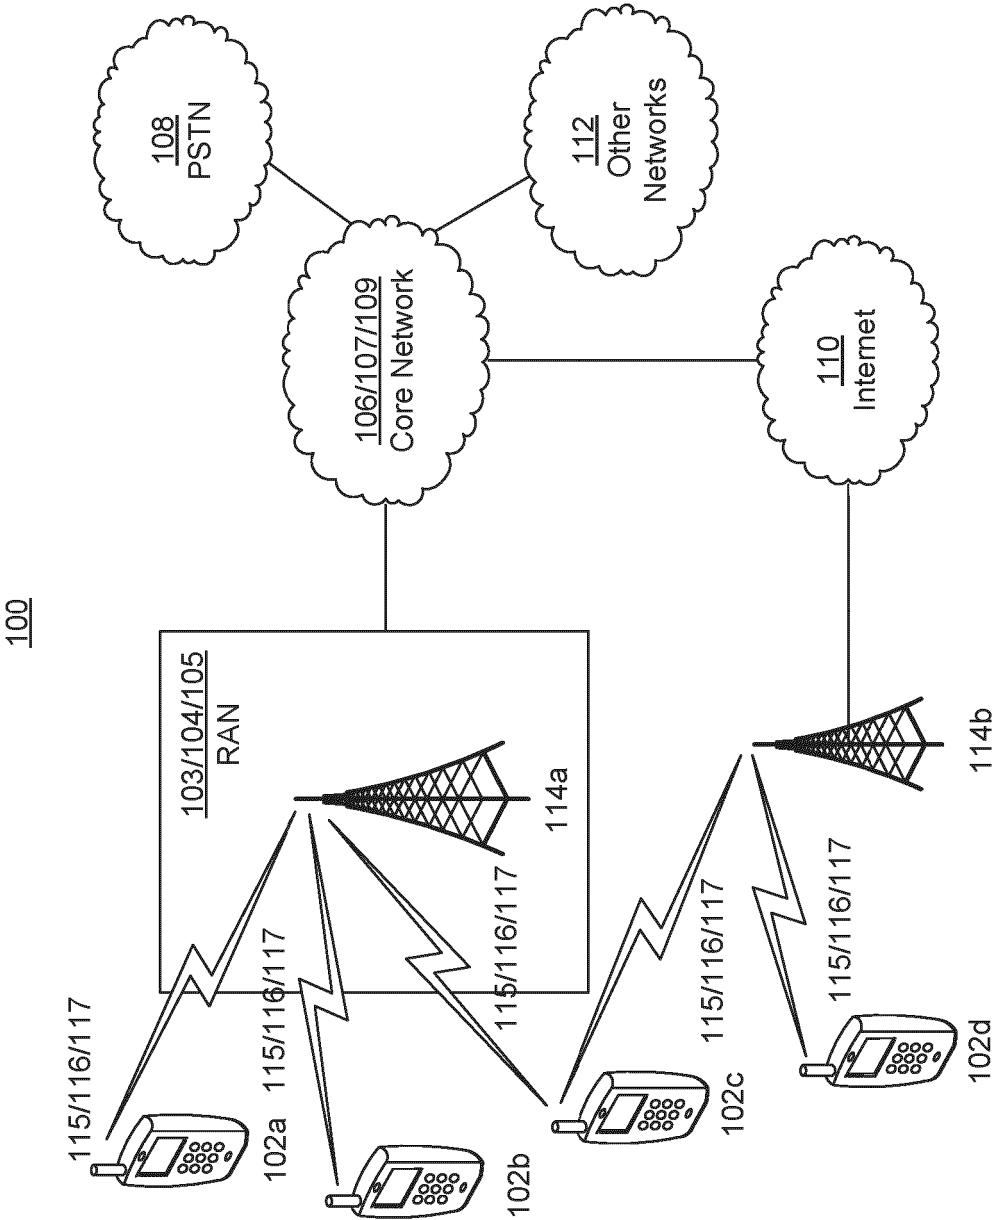 100
108
PSTN
106/107/109
Core Network
112
Other
Networks
110
Internet
103/104/105
RAN
114a
114b
115/116/117
115/116/117
115/116/117
115/116/117
115/116/117
102a
102b
102c
102d